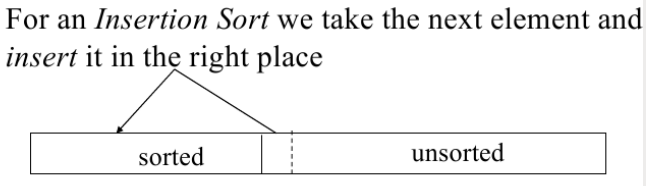 For an Insertion Sort we take the next element and
insert it in the right place
sorted
unsorted